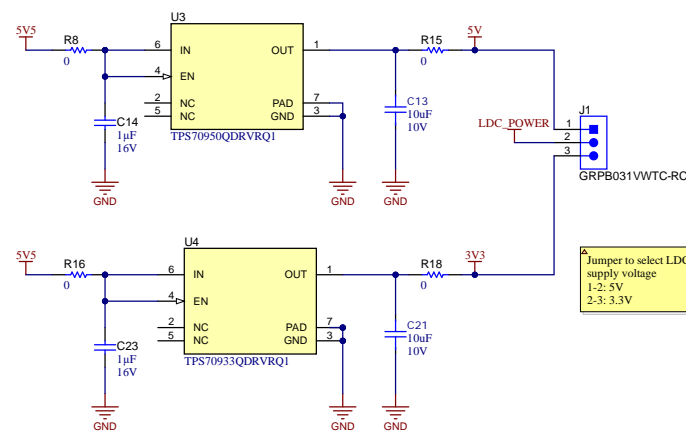 U3
5V5
R8
0
6
IN
OUT
1
R15
0
5V
4
EN
2
NC
5
NC
PAD
7
GND
3
TPS70950QDRVRQ1
C14
1μF
16V
C13
10uF
10V
J1
LDC_POWER
1
2
3
GRPB031VWTC-RC
GND
GND
GND
U4
5V5
R16
0
6
IN
OUT
1
R18
0
3V3
4
EN
2
NC
5
NC
PAD
7
GND
3
TPS70933QDRVRQ1
C23
1μF
16V
C21
10uF
10V
Jumper to select LDC
supply voltage
1-2: 5V
2-3: 3.3V
GND
GND
GND